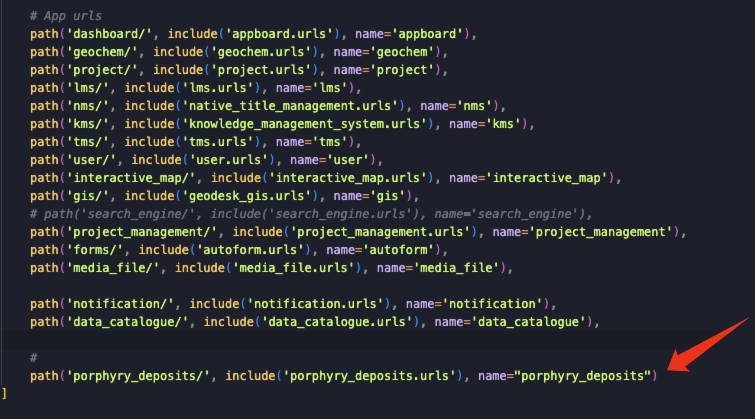 # App urls
path('dashboard/', include('appboard.urls'), name='appboard'),
path('geochem/', include('geochem.urls'), name='geochem'),
path('project/', include('project.urls'), name='project'),
path('lms/', include('lms.urls'), name='lms'),
path('nms/', include('native_title_management.urls'), name='nms'),
path('kms/', include('knowledge_management_system.urls'), name='kms'),
path('tms/', include('tms.urls'), name='tms'),
path('user/', include('user.urls'), name='user'),
path('interactive_map/', include('interactive_map.urls'), name='interactive_map'),
path('gis/', include('geodesk_gis.urls'), name='gis'),
# path('search_engine/', include('search_engine.urls'), name='search_engine'),
path('project_management/', include('project_management.urls'), name='project_management'),
path('forms/', include('autoform.urls'), name='autoform'),
path('media_file/', include('media_file.urls'), name='media_file'),
path('notification/', include('notification.urls'), name='notification'),
path('data_catalogue/', include('data_catalogue.urls'), name='data_catalogue'),
#
path('porphyry_deposits/', include('porphyry_deposits.urls'), name="porphyry_deposits")
]